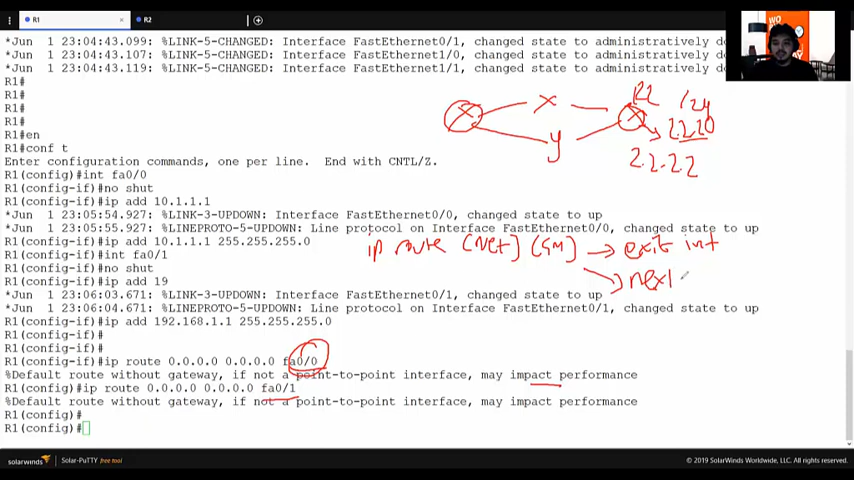 R1
R2
*Jun 1 23:04:43.099: %LINK-5-CHANGED: Interface FastEthernet0/1, changed state to administratively do
*Jun 1 23:04:43.107: %LINK-5-CHANGED: Interface FastEthernet1/0, changed state to administratively do
*Jun 1 23:04:43.119: %LINK-5-CHANGED: Interface FastEthernet1/1, changed state to administratively d
R1#
R1#
R1#
R1#
R1#en
R1#conf t
Enter configuration commands, one per line. End with CNTL/Z.
R1(config)#int fa0/0
R1(config-if)#no shut
R1(config-if)#ip add 10.1.1.1
*Jun 1 23:05:54.927: %LINK-3-UPDOWN: Interface FastEthernet0/0, changed state to up
*Jun 1 23:05:55.927: %LINEPROTO-5-UPDOWN: Line protocol on Interface FastEthernet0/0, changed state to up
R1(config-if)#ip add 10.1.1.1 255.255.255.0
R1(config-if)#int fa0/1
R1(config-if)#no shut
R1(config-if)#ip add 19
*Jun 1 23:06:03.671: %LINK-3-UPDOWN: Interface FastEthernet0/1, changed state to up
*Jun 1 23:06:04.671: %LINEPROTO-5-UPDOWN: Line protocol on Interface FastEthernet0/1, changed state to up
R1(config-if)#ip add 192.168.1.1 255.255.255.0
R1(config-if)#
R1(config-if)#
R1(config-if)#ip route 0.0.0.0 0.0.0.0 fa0/0
%Default route without gateway, if not a point-to-point interface, may impact performance
R1(config)#ip route 0.0.0.0 0.0.0.0 fa0/1
%Default route without gateway, if not a point-to-point interface, may impact performance
R1(config)#
R1(config)#
X
X
y
X
R2
/24
2.2.2.0
2.2.2.2
ip route (Net) (SM) → exit int
→ next
solarwinds
Solar-PuTTY free tool
© 2019 SolarWinds Worldwide, LLC. All rights reserved.